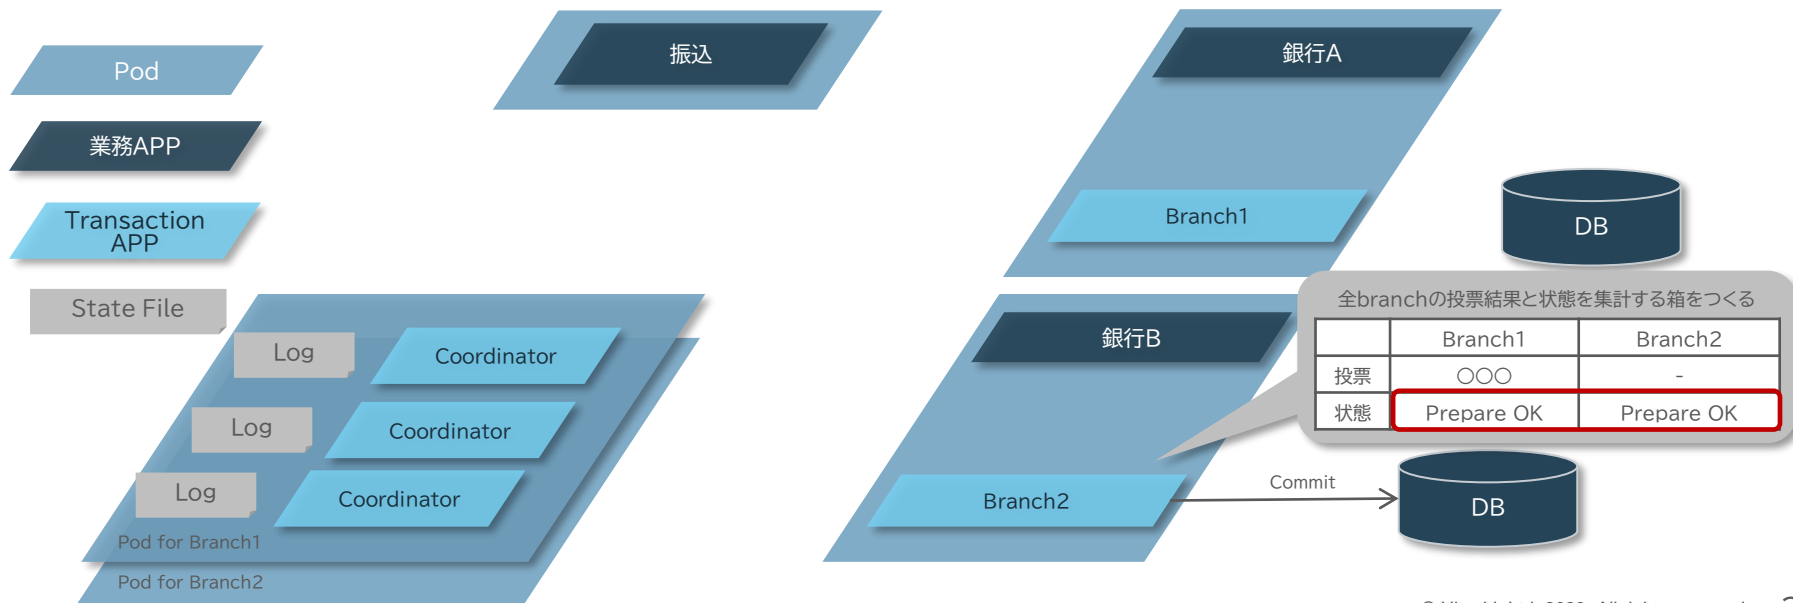 Pod
業務APP
Transaction
APP
State File
振込
銀行A
Branch1
DB
Log
Coordinator
Log
Coordinator
Log
Coordinator
Pod for Branch1
Pod for Branch2
銀行B
Branch2
Commit
DB
全branchの投票結果と状態を集計する箱をつくる
Branch1 Branch2
投票 〇〇〇 -
状態 Prepare OK Prepare OK